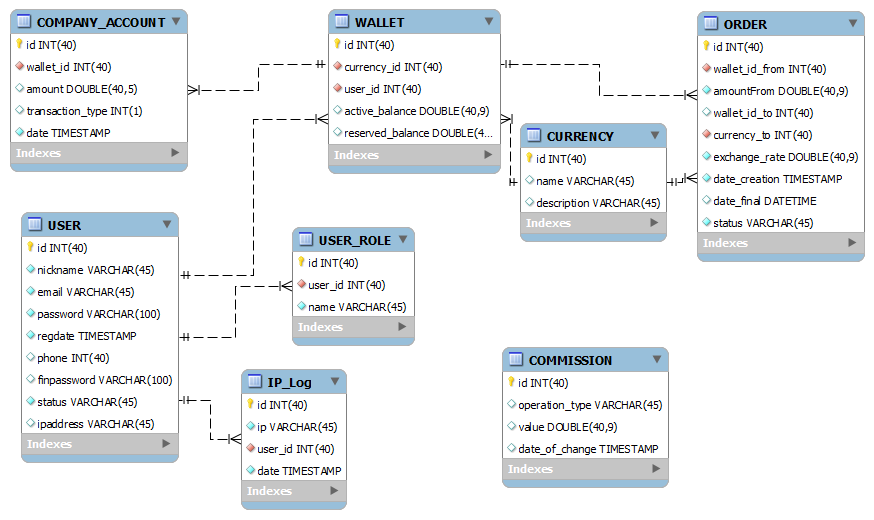 COMPANY_ACCOUNT
id INT(40)
wallet_id INT(40)
amount DOUBLE(40,5)
transaction_type INT(1)
date TIMESTAMP
Indexes
WALLET
id INT(40)
currency_id INT(40)
user_id INT(40)
active_balance DOUBLE(40,9)
reserved_balance DOUBLE(4...
Indexes
ORDER
id INT(40)
wallet_id_from INT(40)
amountFrom DOUBLE(40,9)
wallet_id_to INT(40)
currency_to INT(40)
exchange_rate DOUBLE(40,9)
date_creation TIMESTAMP
date_final DATETIME
status VARCHAR(45)
Indexes
CURRENCY
id INT(40)
name VARCHAR(45)
description VARCHAR(45)
Indexes
USER
id INT(40)
nickname VARCHAR(45)
email VARCHAR(45)
password VARCHAR(100)
regdate TIMESTAMP
phone INT(40)
finpassword VARCHAR(100)
status VARCHAR(45)
ipaddress VARCHAR(45)
Indexes
USER_ROLE
id INT(40)
user_id INT(40)
name VARCHAR(45)
Indexes
IP_Log
id INT(40)
ip VARCHAR(45)
user_id INT(40)
date TIMESTAMP
Indexes
COMMISSION
id INT(40)
operation_type VARCHAR(45)
value DOUBLE(40,9)
date_of_change TIMESTAMP
Indexes